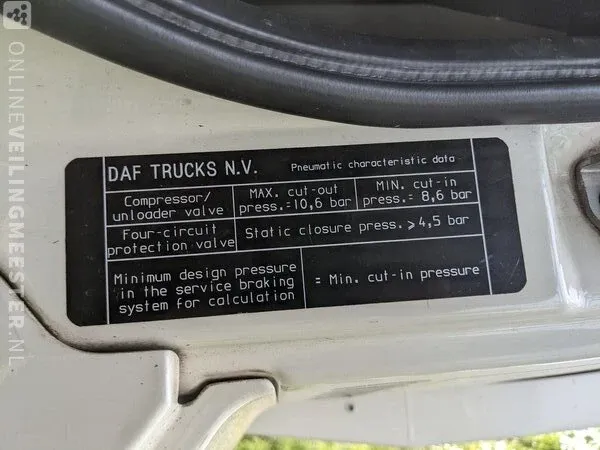 DAF TRUCKS N.V. Pneumatic characteristic data
Compressor/
unloader valve
MAX. cut-out
press.=10,6 bar
MIN. cut-in
press.= 8,6 bar
Four-circuit
protection valve
Static closure press. ⩾ 4,5 bar
Minimum design pressure
in the service braking
system for calculation
= Min. cut-in pressure
ONLINEVEILINGMEESTER.NL